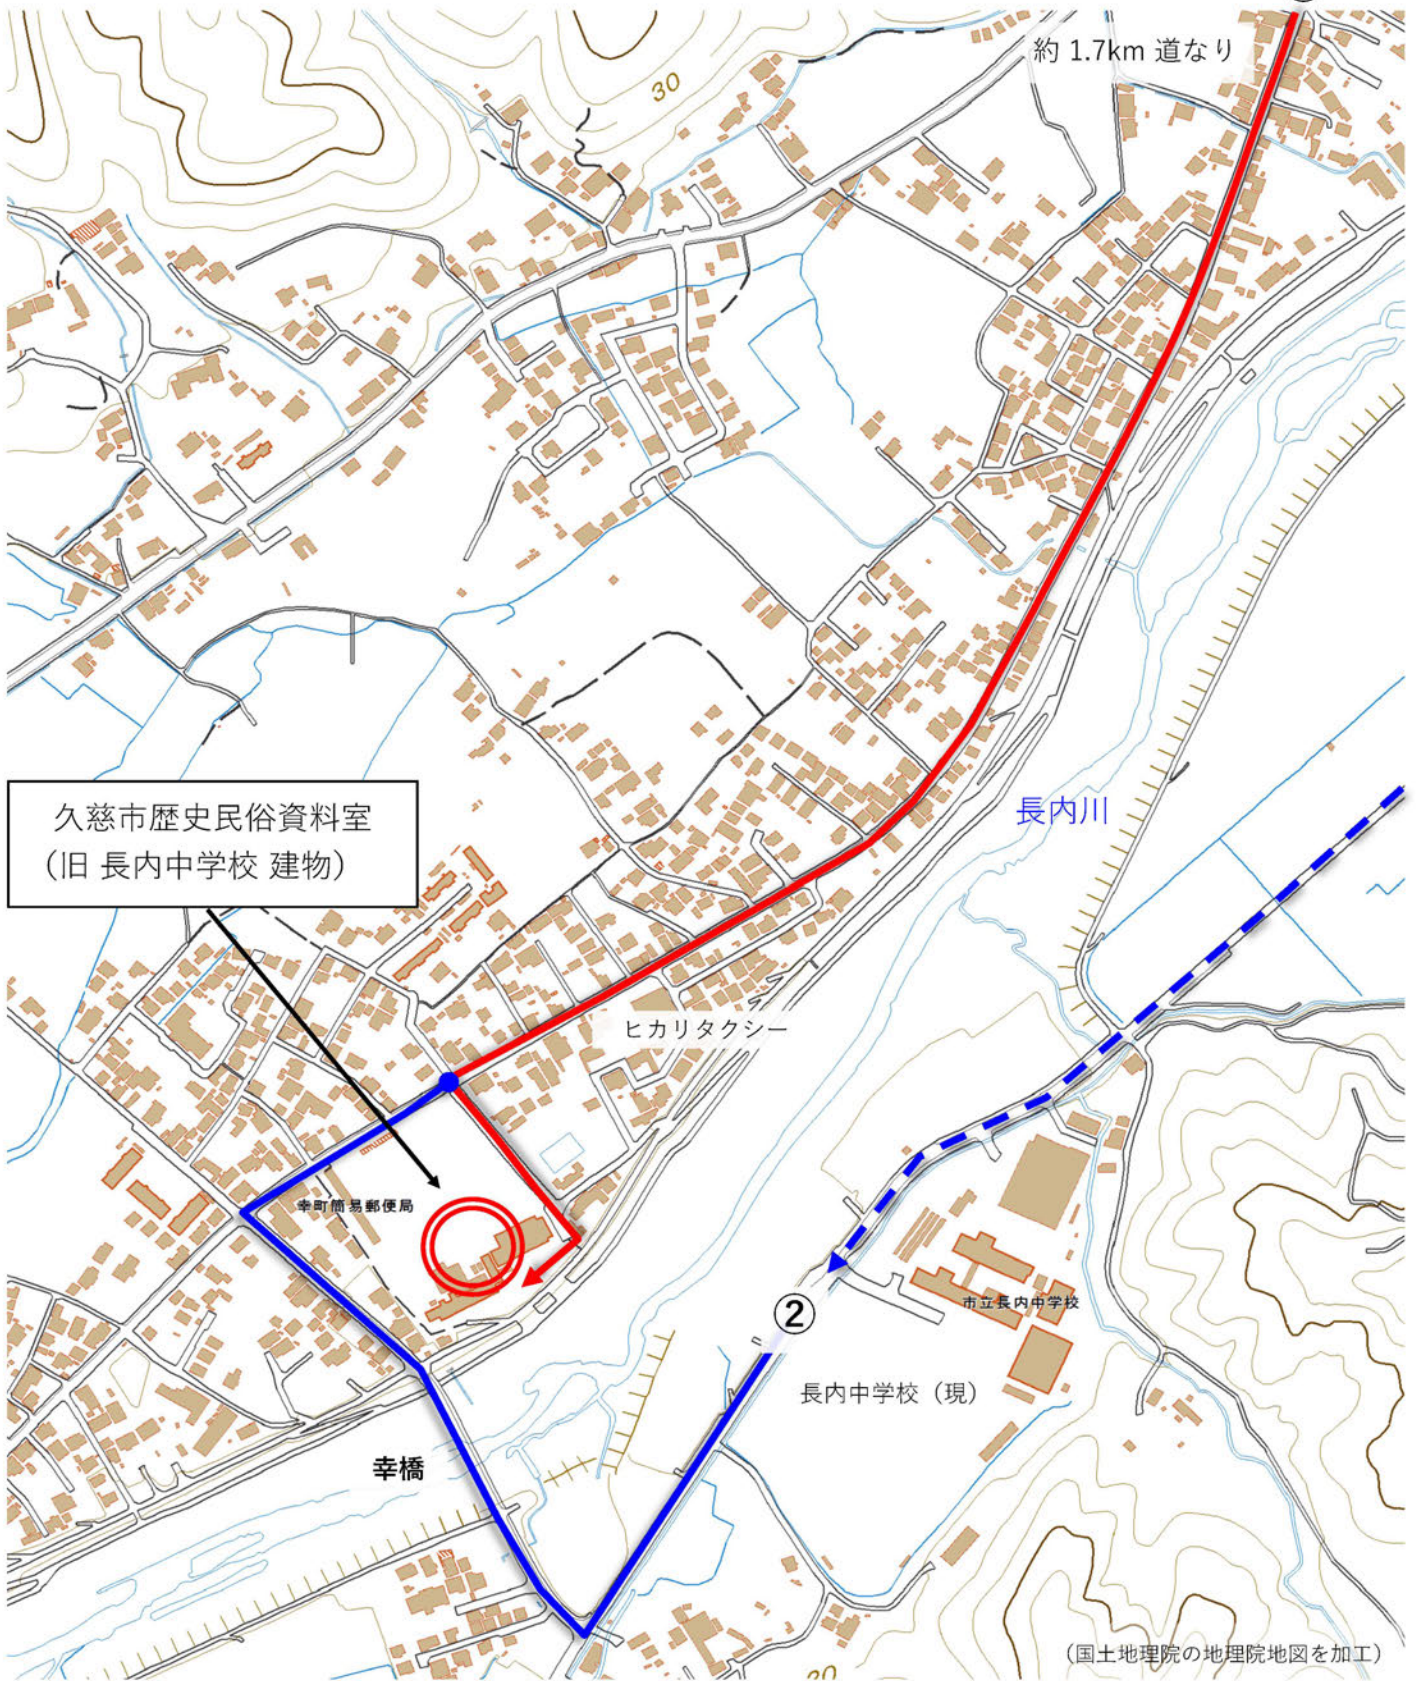 約 1.7km 道なり
30
長内川
久慈市歴史民俗資料室
（旧 長内中学校 建物）
ヒカリタクシー
幸町簡易郵便局
市立長内中学校
②
長内中学校（現）
幸橋
（国土地理院の地理院地図を加工）